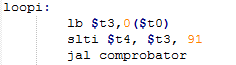 loopi:
lb $t3,0($t0)
slti $t4, $t3, 91
jal comprobator